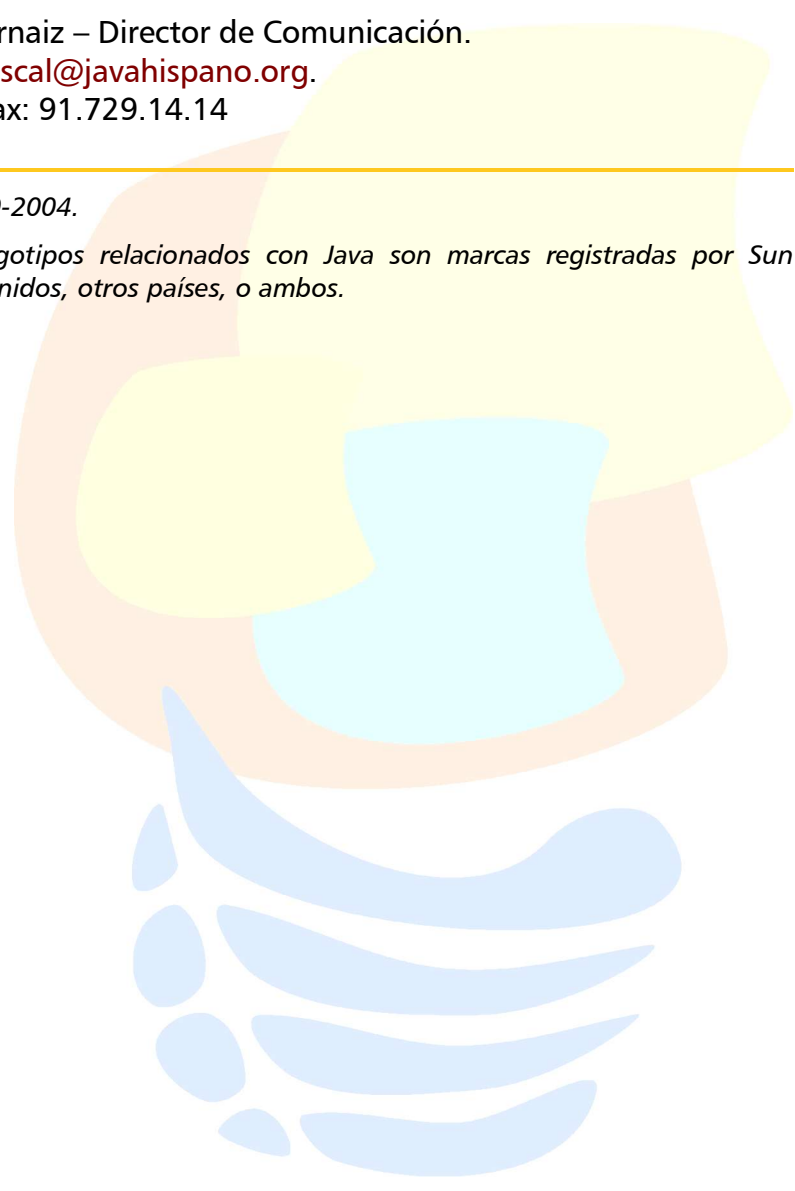 rnaiz – Director de Comunicación.
scal@javahispano.org.
ax: 91.729.14.14
0-2004.
gotipos relacionados con Java son marcas registradas por Sun
nidos, otros países, o ambos.